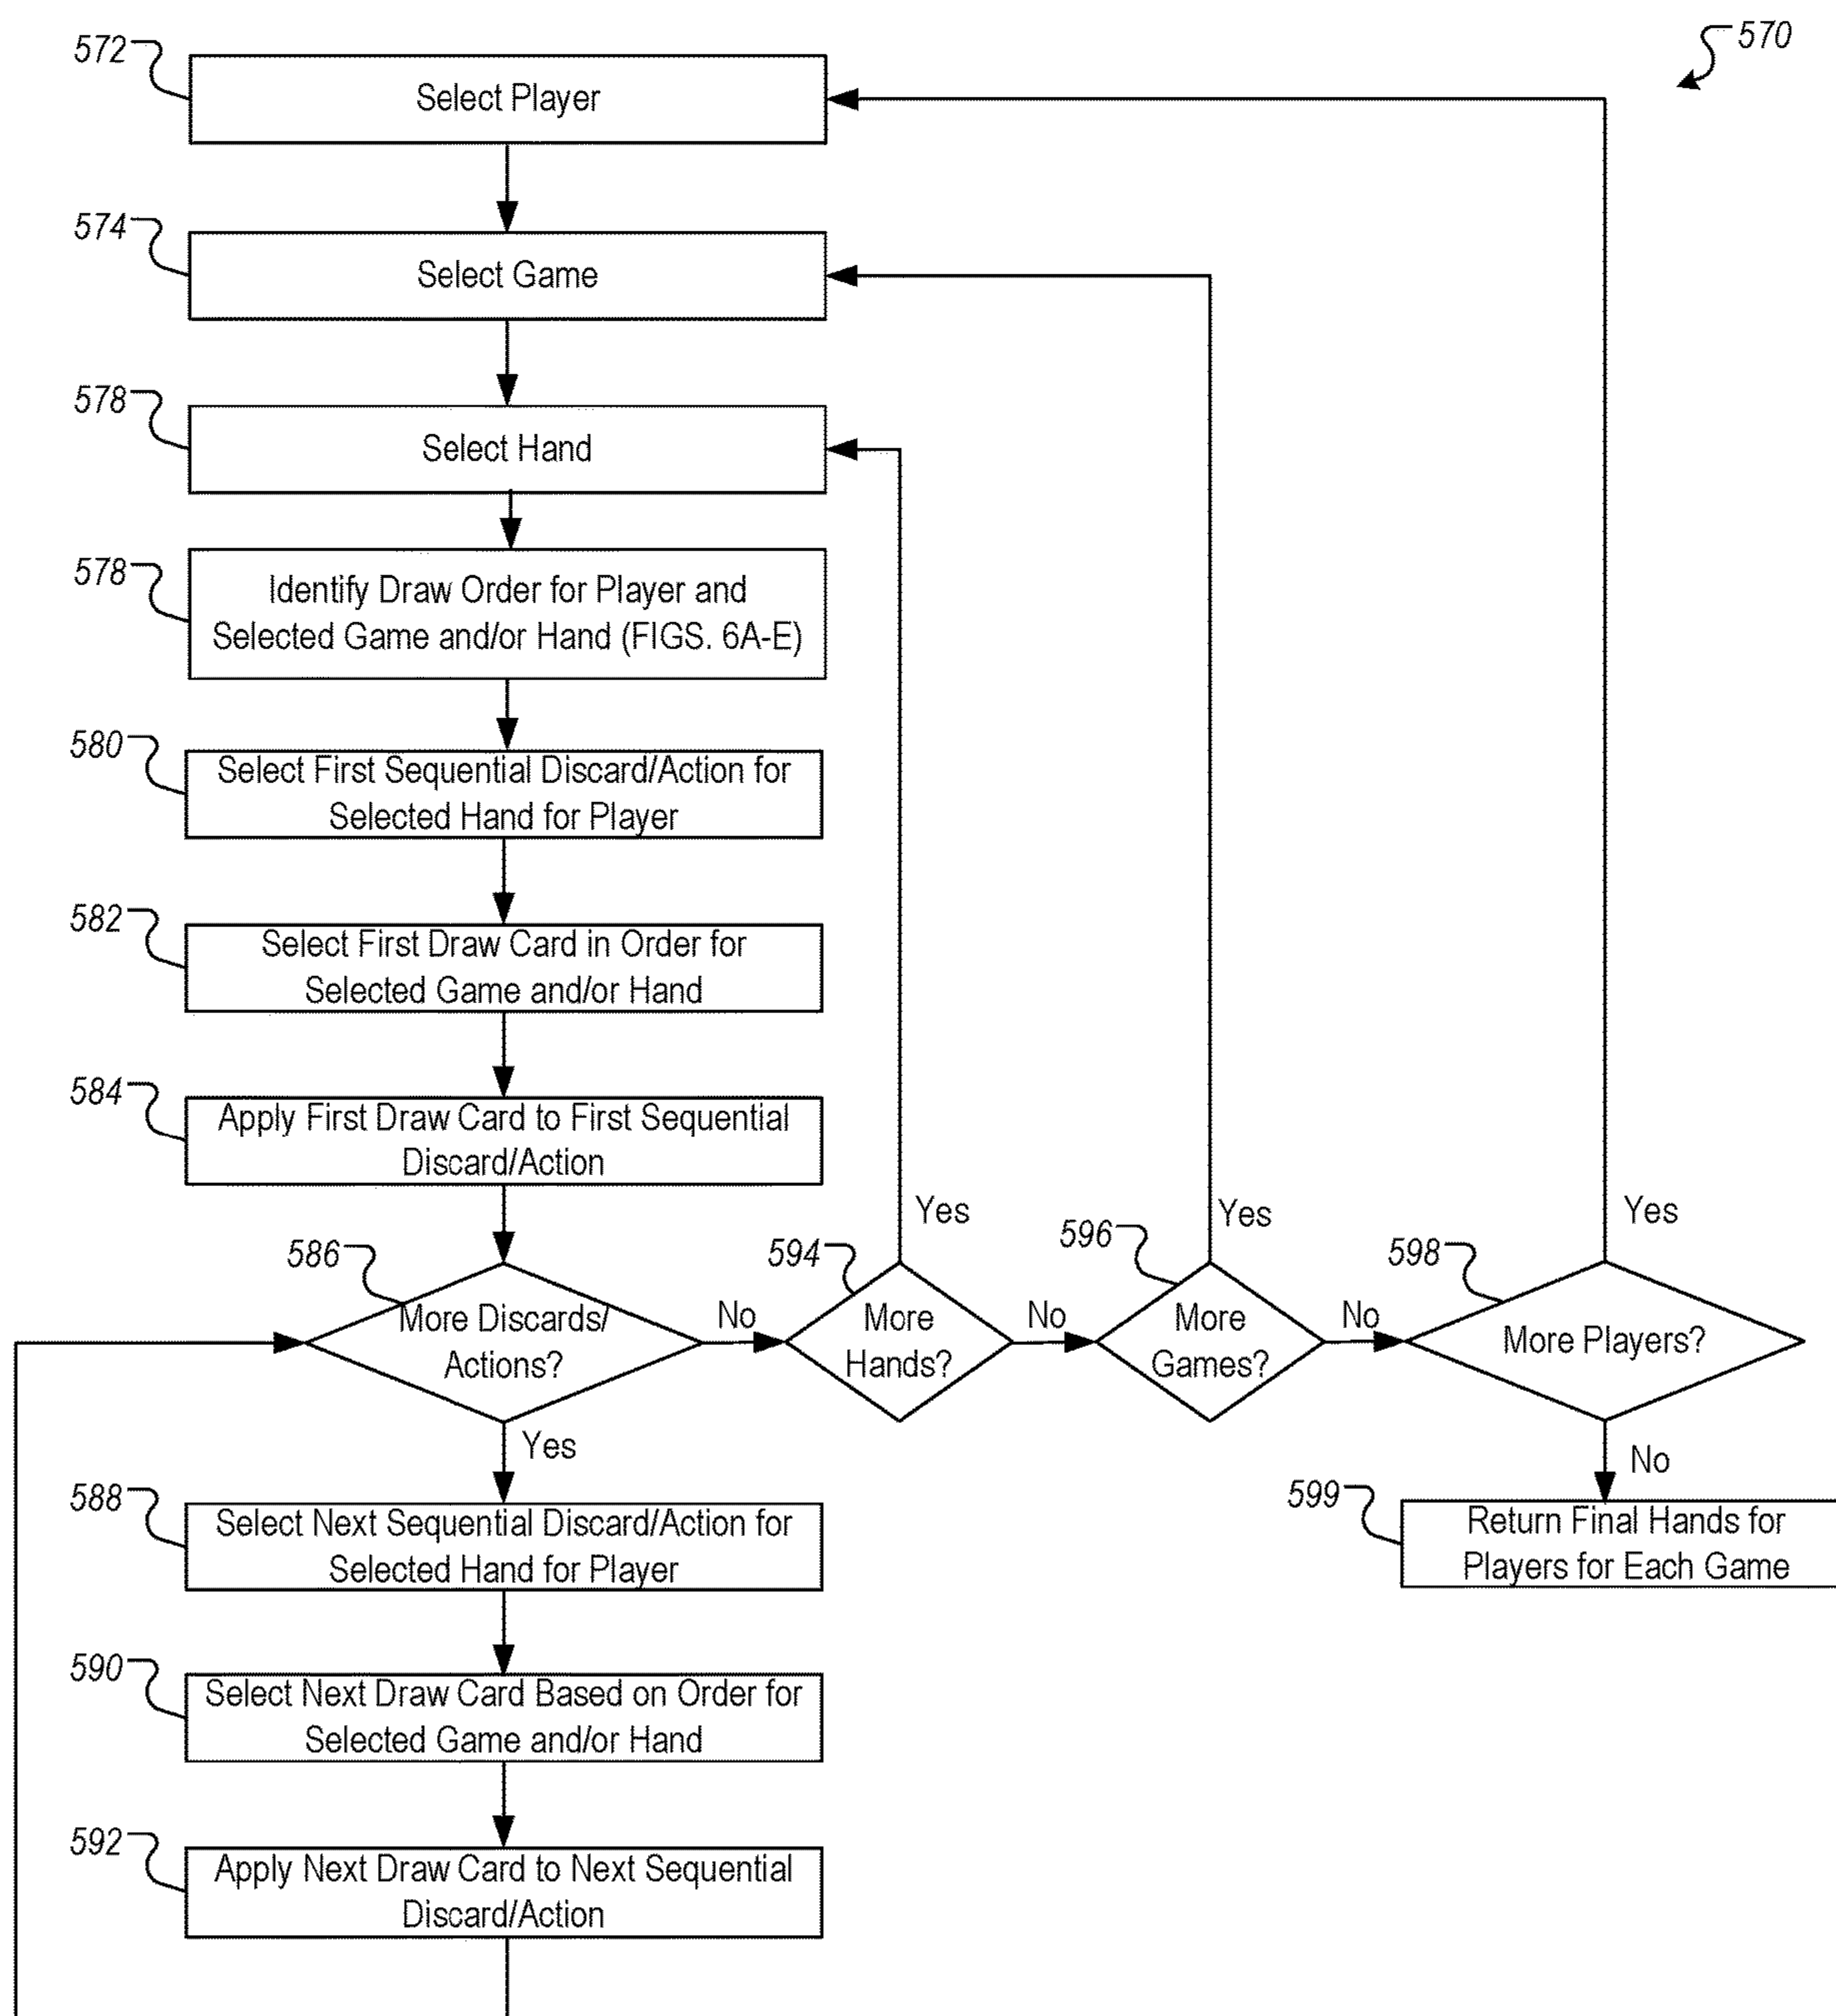 570
572
Select Player
574
Select Game
578
Select Hand
578
Identify Draw Order for Player and
Selected Game and/or Hand (FIGS. 6A-E)
580
Select First Sequential Discard/Action for
Selected Hand for Player
582
Select First Draw Card in Order for
Selected Game and/or Hand
584
Apply First Draw Card to First Sequential
Discard/Action
586
More Discards/
Actions?
No
Yes
594
More
Hands?
Yes
No
596
More
Games?
Yes
No
598
More Players?
Yes
No
588
Select Next Sequential Discard/Action for
Selected Hand for Player
599
Return Final Hands for
Players for Each Game
590
Select Next Draw Card Based on Order for
Selected Game and/or Hand
592
Apply Next Draw Card to Next Sequential
Discard/Action